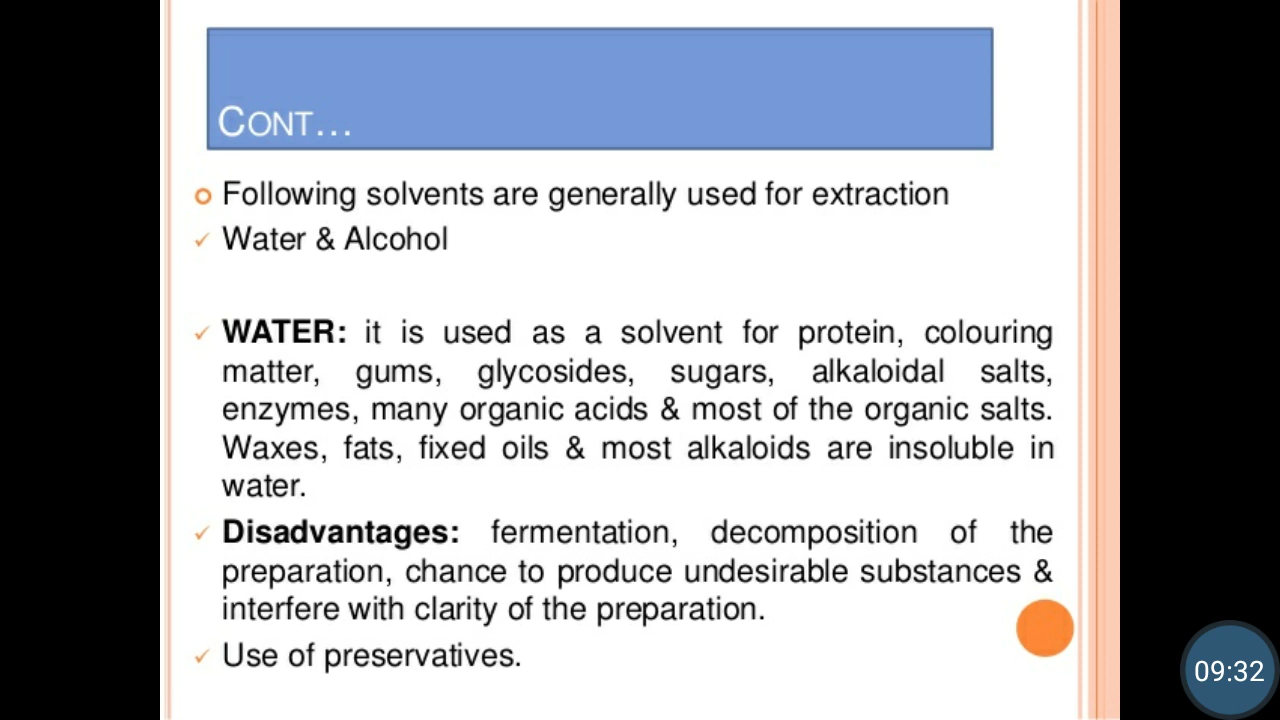 CONT...
Following solvents are generally used for extraction
Water & Alcohol
WATER: it is used as a solvent for protein, colouring
matter, gums, glycosides, sugars, alkaloidal salts,
enzymes, many organic acids & most of the organic salts.
Waxes, fats, fixed oils & most alkaloids are insoluble in
water.
Disadvantages: fermentation, decomposition of the
preparation, chance to produce undesirable substances &
interfere with clarity of the preparation.
Use of preservatives.
09:32